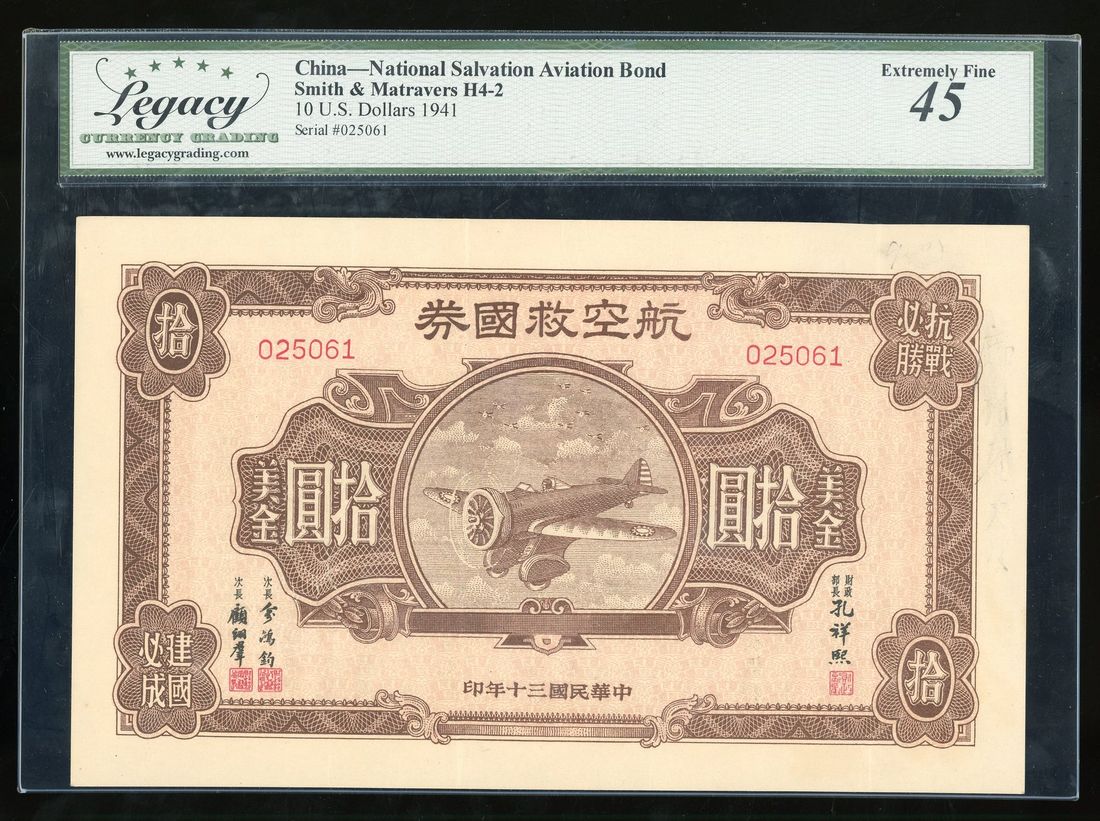 Legacy
CURRENCY GRADING
www.legacygrading.com
China—National Salvation Aviation Bond
Smith & Matravers H4-2
10 U.S. Dollars 1941
Serial #025061
Extremely Fine
45
航空救國券
拾
抗戰
必勝
025061
025061
美金
拾圓
美金
拾圓
財政部長
孔祥熙
次長
俞鴻鈞
次長
顧翊羣
建國
必成
拾
中華民國三十年印